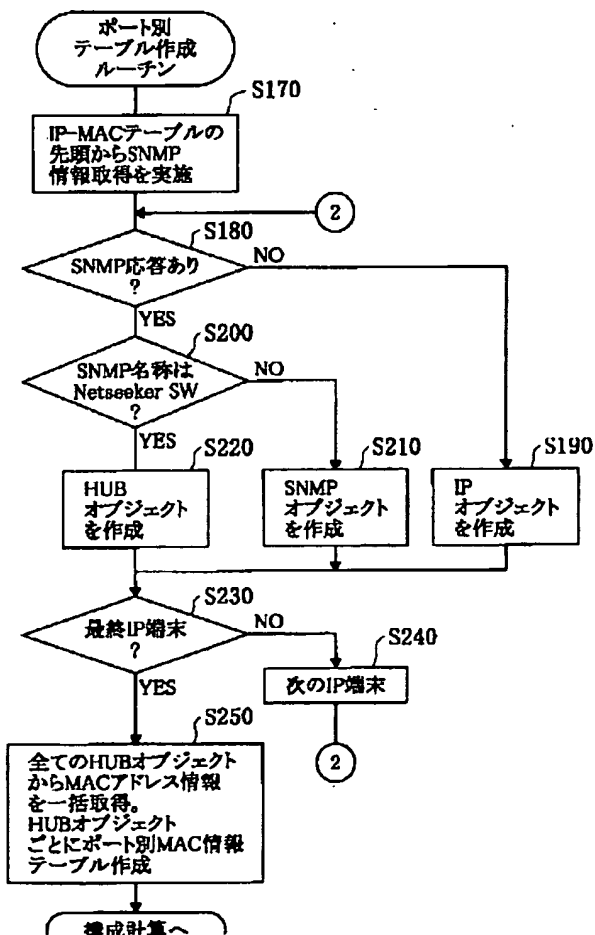 ポート別
テーブル作成
ルーチン
S170
IP-MACテーブルの
先頭からSNMP
情報取得を実施
2
S180
SNMP応答あり
?
NO
YES
S200
SNMP名称は
Netseeker SW
?
NO
YES
S220
HUB
オブジェクト
を作成
S210
SNMP
オブジェクト
を作成
S190
IP
オブジェクト
を作成
S230
最終IP端末
?
NO
YES
S240
次のIP端末
2
S250
全てのHUBオブジェクト
からMACアドレス情報
を一括取得。
HUBオブジェクト
ごとにポート別MAC情報
テーブル作成
構成計算へ